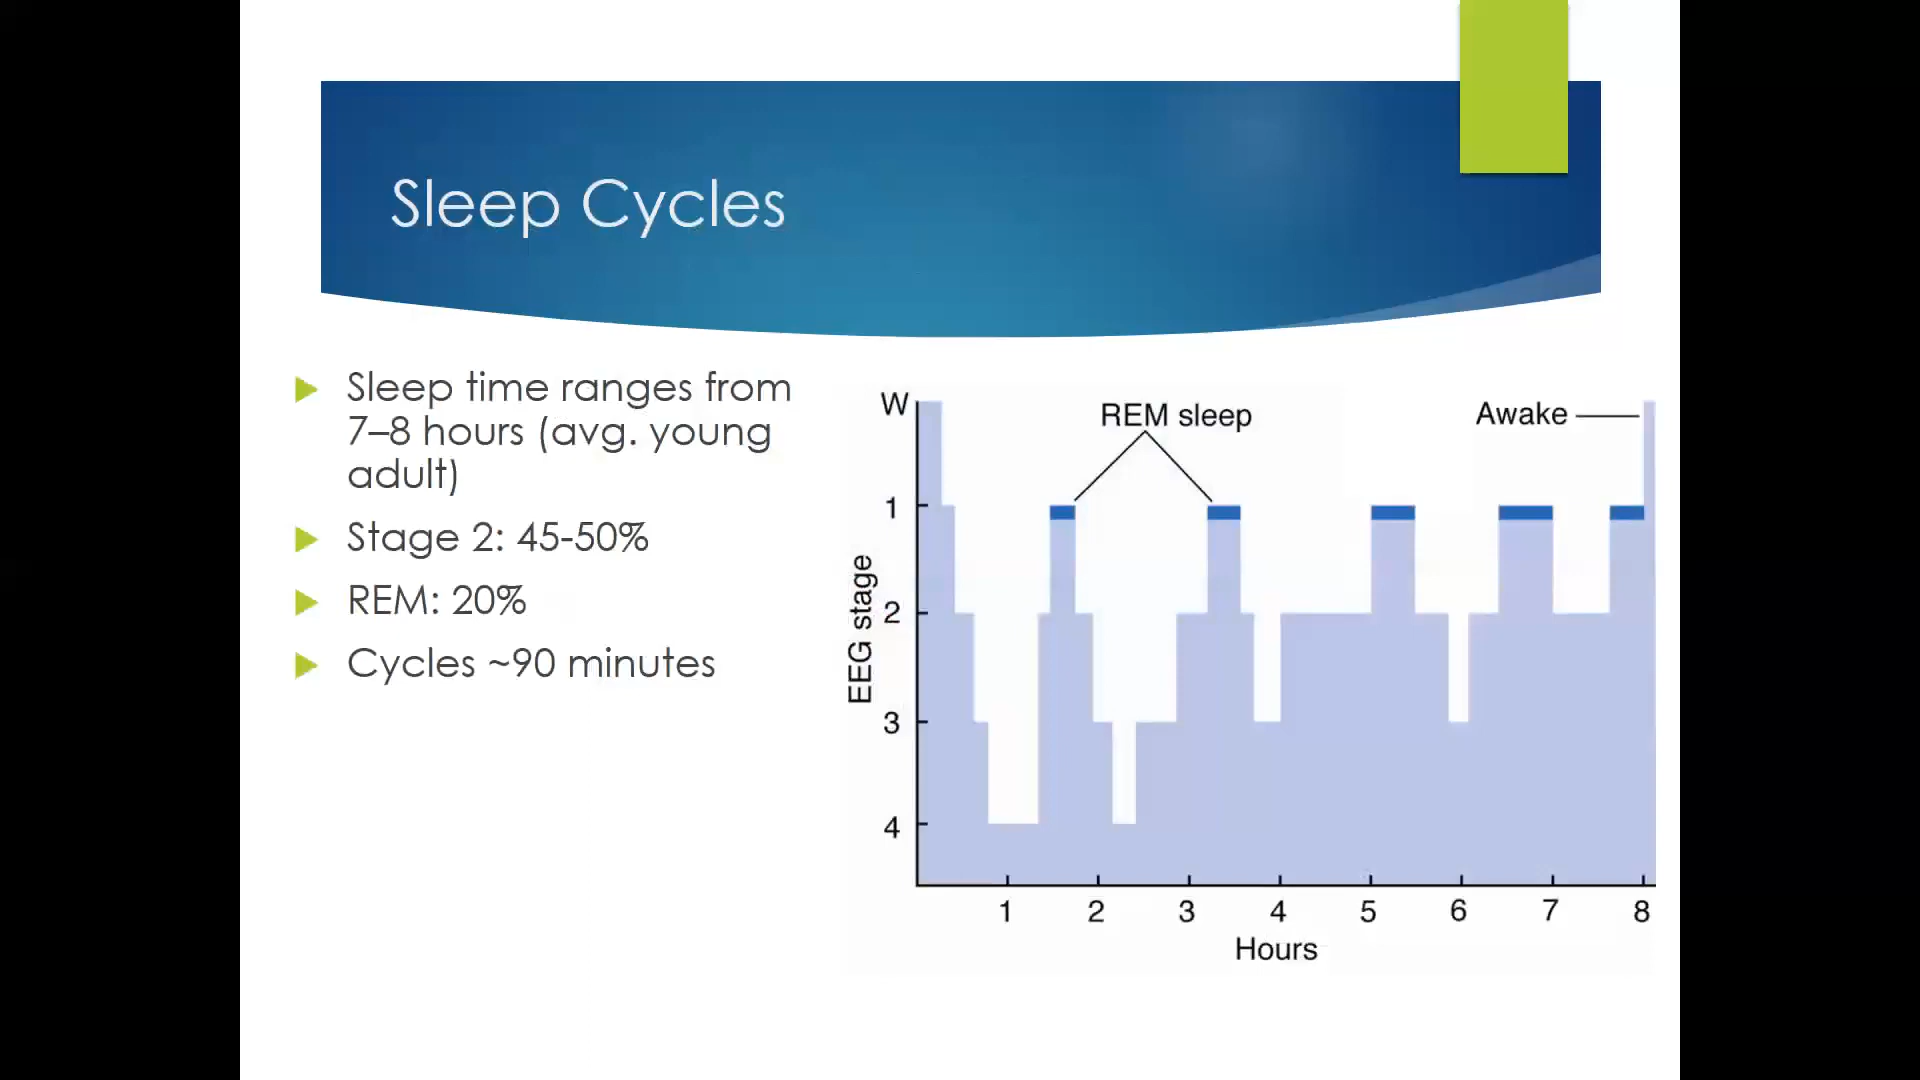 Sleep Cycles
Sleep time ranges from
7–8 hours (avg. young
adult)
Stage 2: 45-50%
REM: 20%
Cycles ~90 minutes
W
REM sleep
Awake
1
2
3
4
EEG stage
1 2 3 4 5 6 7 8
Hours